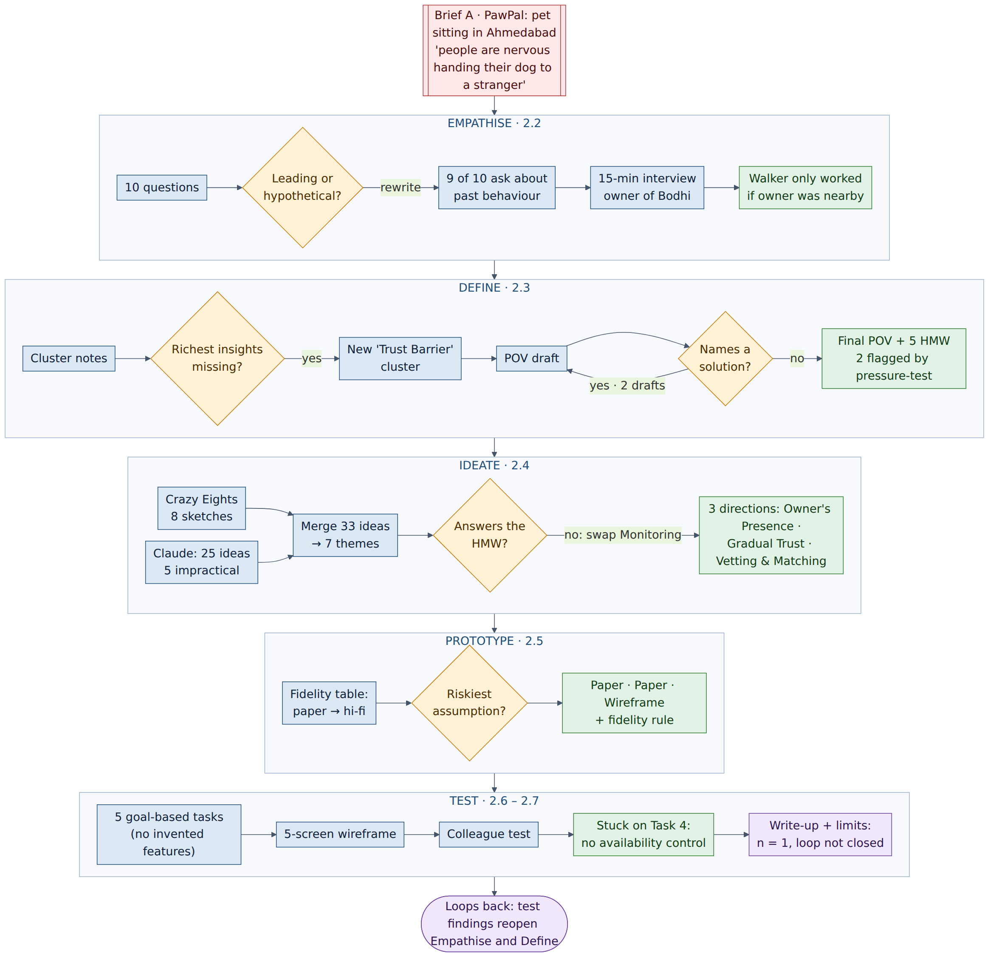 Brief A · PawPal: pet
sitting in Ahmedabad
'people are nervous
handing their dog to
a stranger'
EMPATHISE · 2.2
10 questions
Leading or
hypothetical?
rewrite
9 of 10 ask about
past behaviour
15-min interview
owner of Bodhi
Walker only worked
if owner was nearby
DEFINE · 2.3
Cluster notes
Richest insights
missing?
yes
New 'Trust Barrier'
cluster
POV draft
yes · 2 drafts
Names a
solution?
no
Final POV + 5 HMW
2 flagged by
pressure-test
IDEATE · 2.4
Crazy Eights
8 sketches
Claude: 25 ideas
5 impractical
Merge 33 ideas
→ 7 themes
Answers the
HMW?
no: swap Monitoring
3 directions: Owner's
Presence ·
Gradual Trust ·
Vetting & Matching
PROTOTYPE · 2.5
Fidelity table:
paper → hi-fi
Riskiest
assumption?
Paper · Paper ·
Wireframe
+ fidelity rule
TEST · 2.6 – 2.7
5 goal-based tasks
(no invented
features)
5-screen wireframe
Colleague test
Stuck on Task 4:
no availability control
Write-up + limits:
n = 1, loop not closed
Loops back: test
findings reopen
Empathise and Define